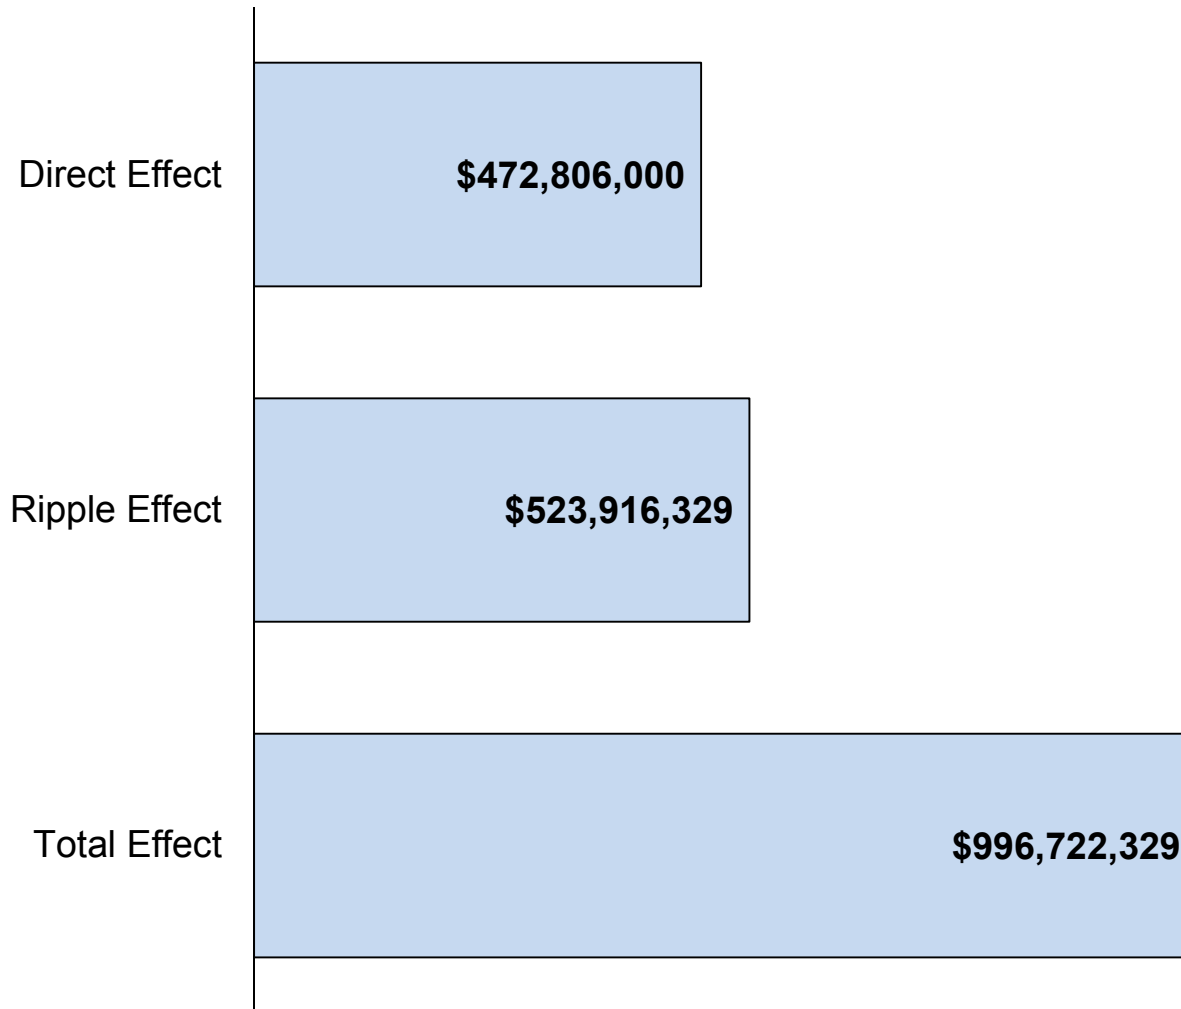 Direct Effect
$472,806,000
Ripple Effect
$523,916,329
Total Effect
$996,722,329